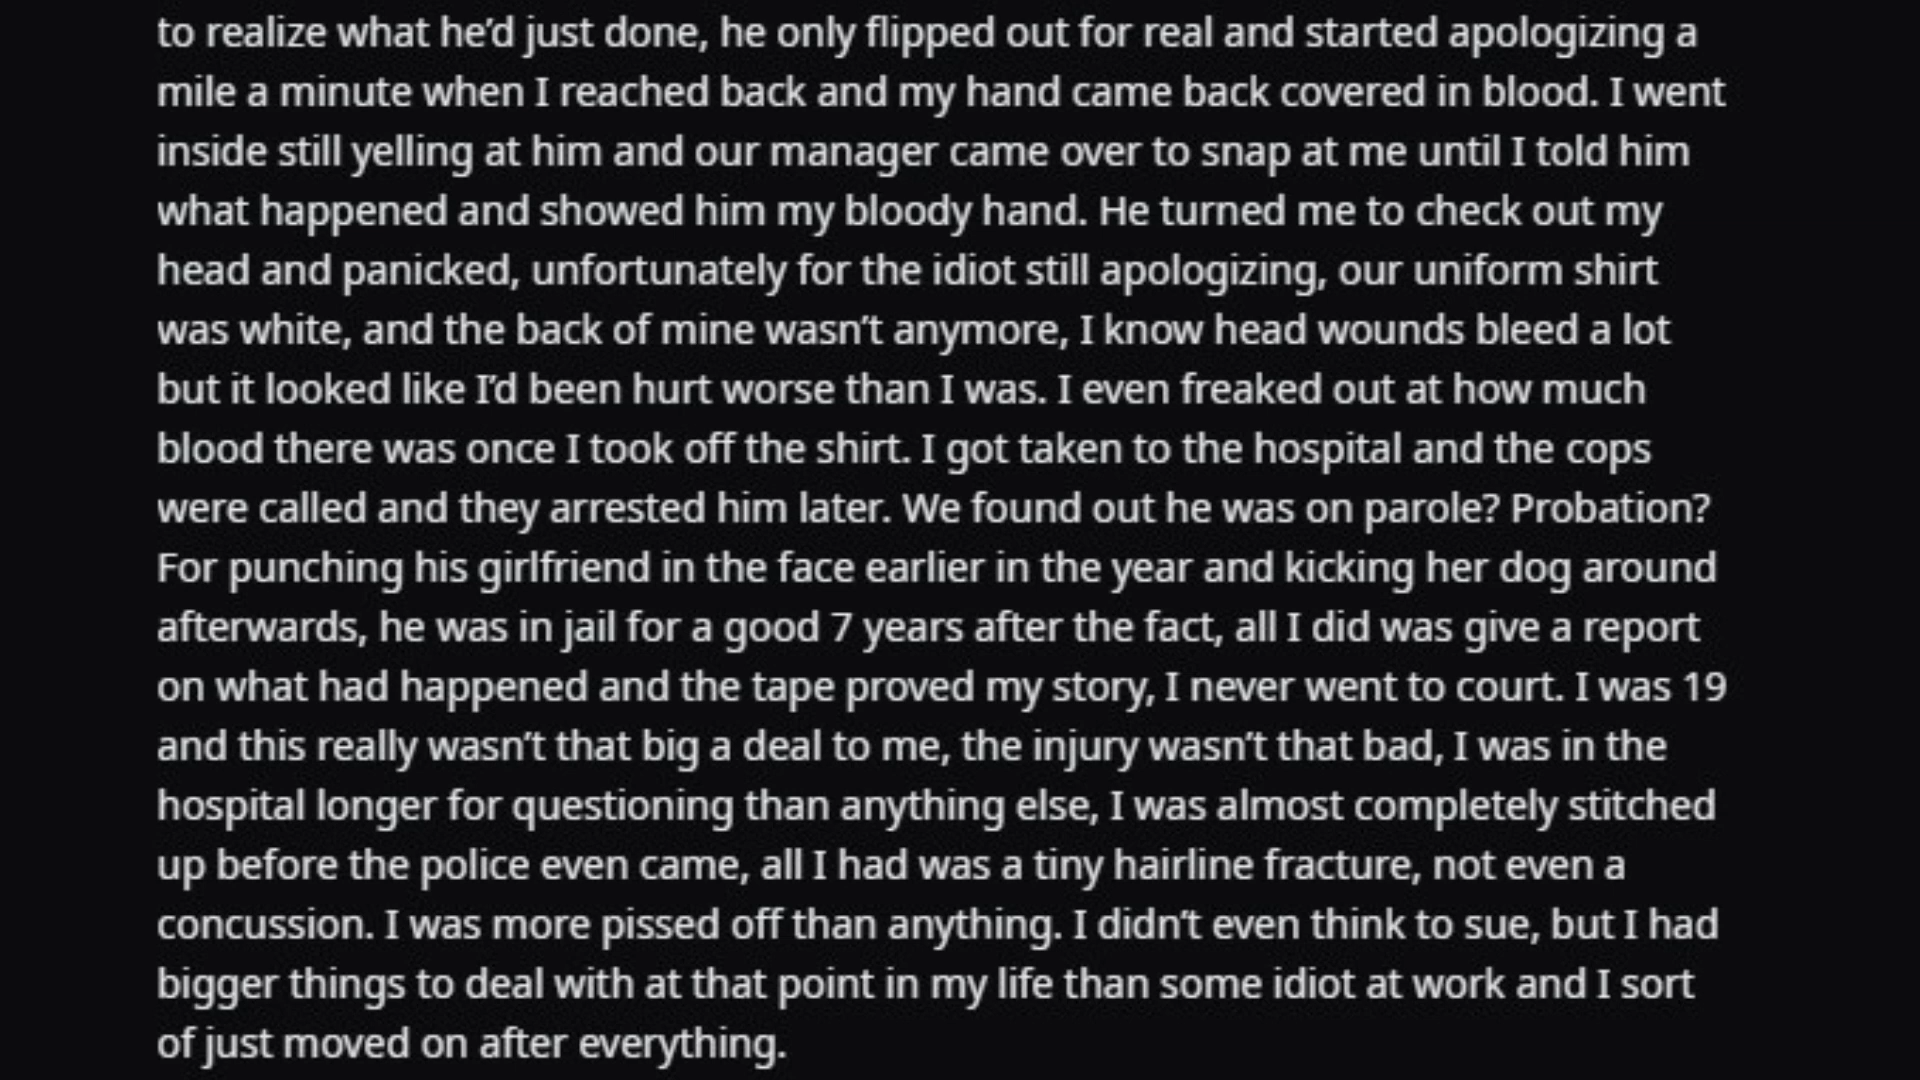 to realize what he’d just done, he only flipped out for real and started apologizing a
mile a minute when I reached back and my hand came back covered in blood. I went
inside still yelling at him and our manager came over to snap at me until I told him
what happened and showed him my bloody hand. He turned me to check out my
head and panicked, unfortunately for the idiot still apologizing, our uniform shirt
was white, and the back of mine wasn’t anymore, I know head wounds bleed a lot
but it looked like I’d been hurt worse than I was. I even freaked out at how much
blood there was once I took off the shirt. I got taken to the hospital and the cops
were called and they arrested him later. We found out he was on parole? Probation?
For punching his girlfriend in the face earlier in the year and kicking her dog around
afterwards, he was in jail for a good 7 years after the fact, all I did was give a report
on what had happened and the tape proved my story, I never went to court. I was 19
and this really wasn’t that big a deal to me, the injury wasn’t that bad, I was in the
hospital longer for questioning than anything else, I was almost completely stitched
up before the police even came, all I had was a tiny hairline fracture, not even a
concussion. I was more pissed off than anything. I didn’t even think to sue, but I had
bigger things to deal with at that point in my life than some idiot at work and I sort
of just moved on after everything.